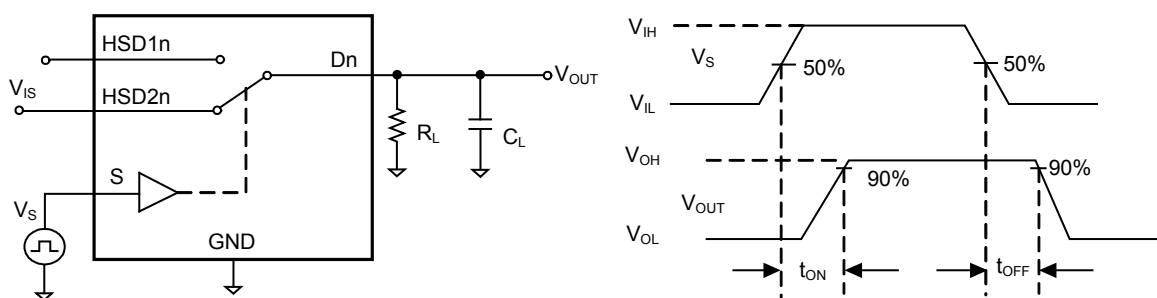 HSD1n
Dn
V_IS
V_OUT
HSD2n
R_L
C_L
S
V_S
GND
V_IH
V_S
50%
50%
V_IL
V_OH
90%
90%
V_OUT
V_OL
t_ON
t_OFF